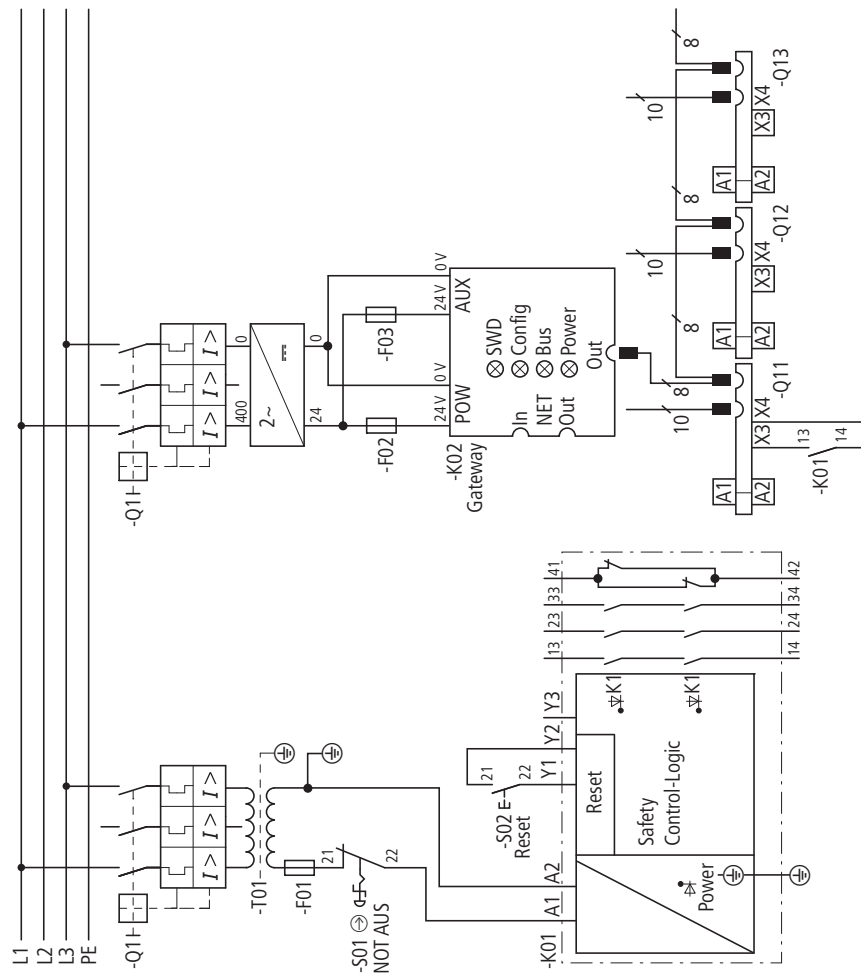 L1
L2
L3
PE
-Q1
I > I > I >
-T01
-F01
21
22
-S01
NOT AUS
-K01
A1 A2
Power
Reset
Safety
Control-Logic
-S02
Reset
21
22
Y1 Y2 Y3
K1 K1
13 23 33 41
14 24 34 42
-Q1
I > I > I >
400 0
2~
24 0
-F02
-F03
-K02
Gateway
24 V 0 V 24 V 0 V
POW AUX
SWD
Config
Bus
Power
In
NET
Out
Out
8
10
A1
A2
X3 X4
-Q11
13
14
-K01
8
10
A1
A2
X3 X4
-Q12
8
10
A1
A2
X3 X4
-Q13
8